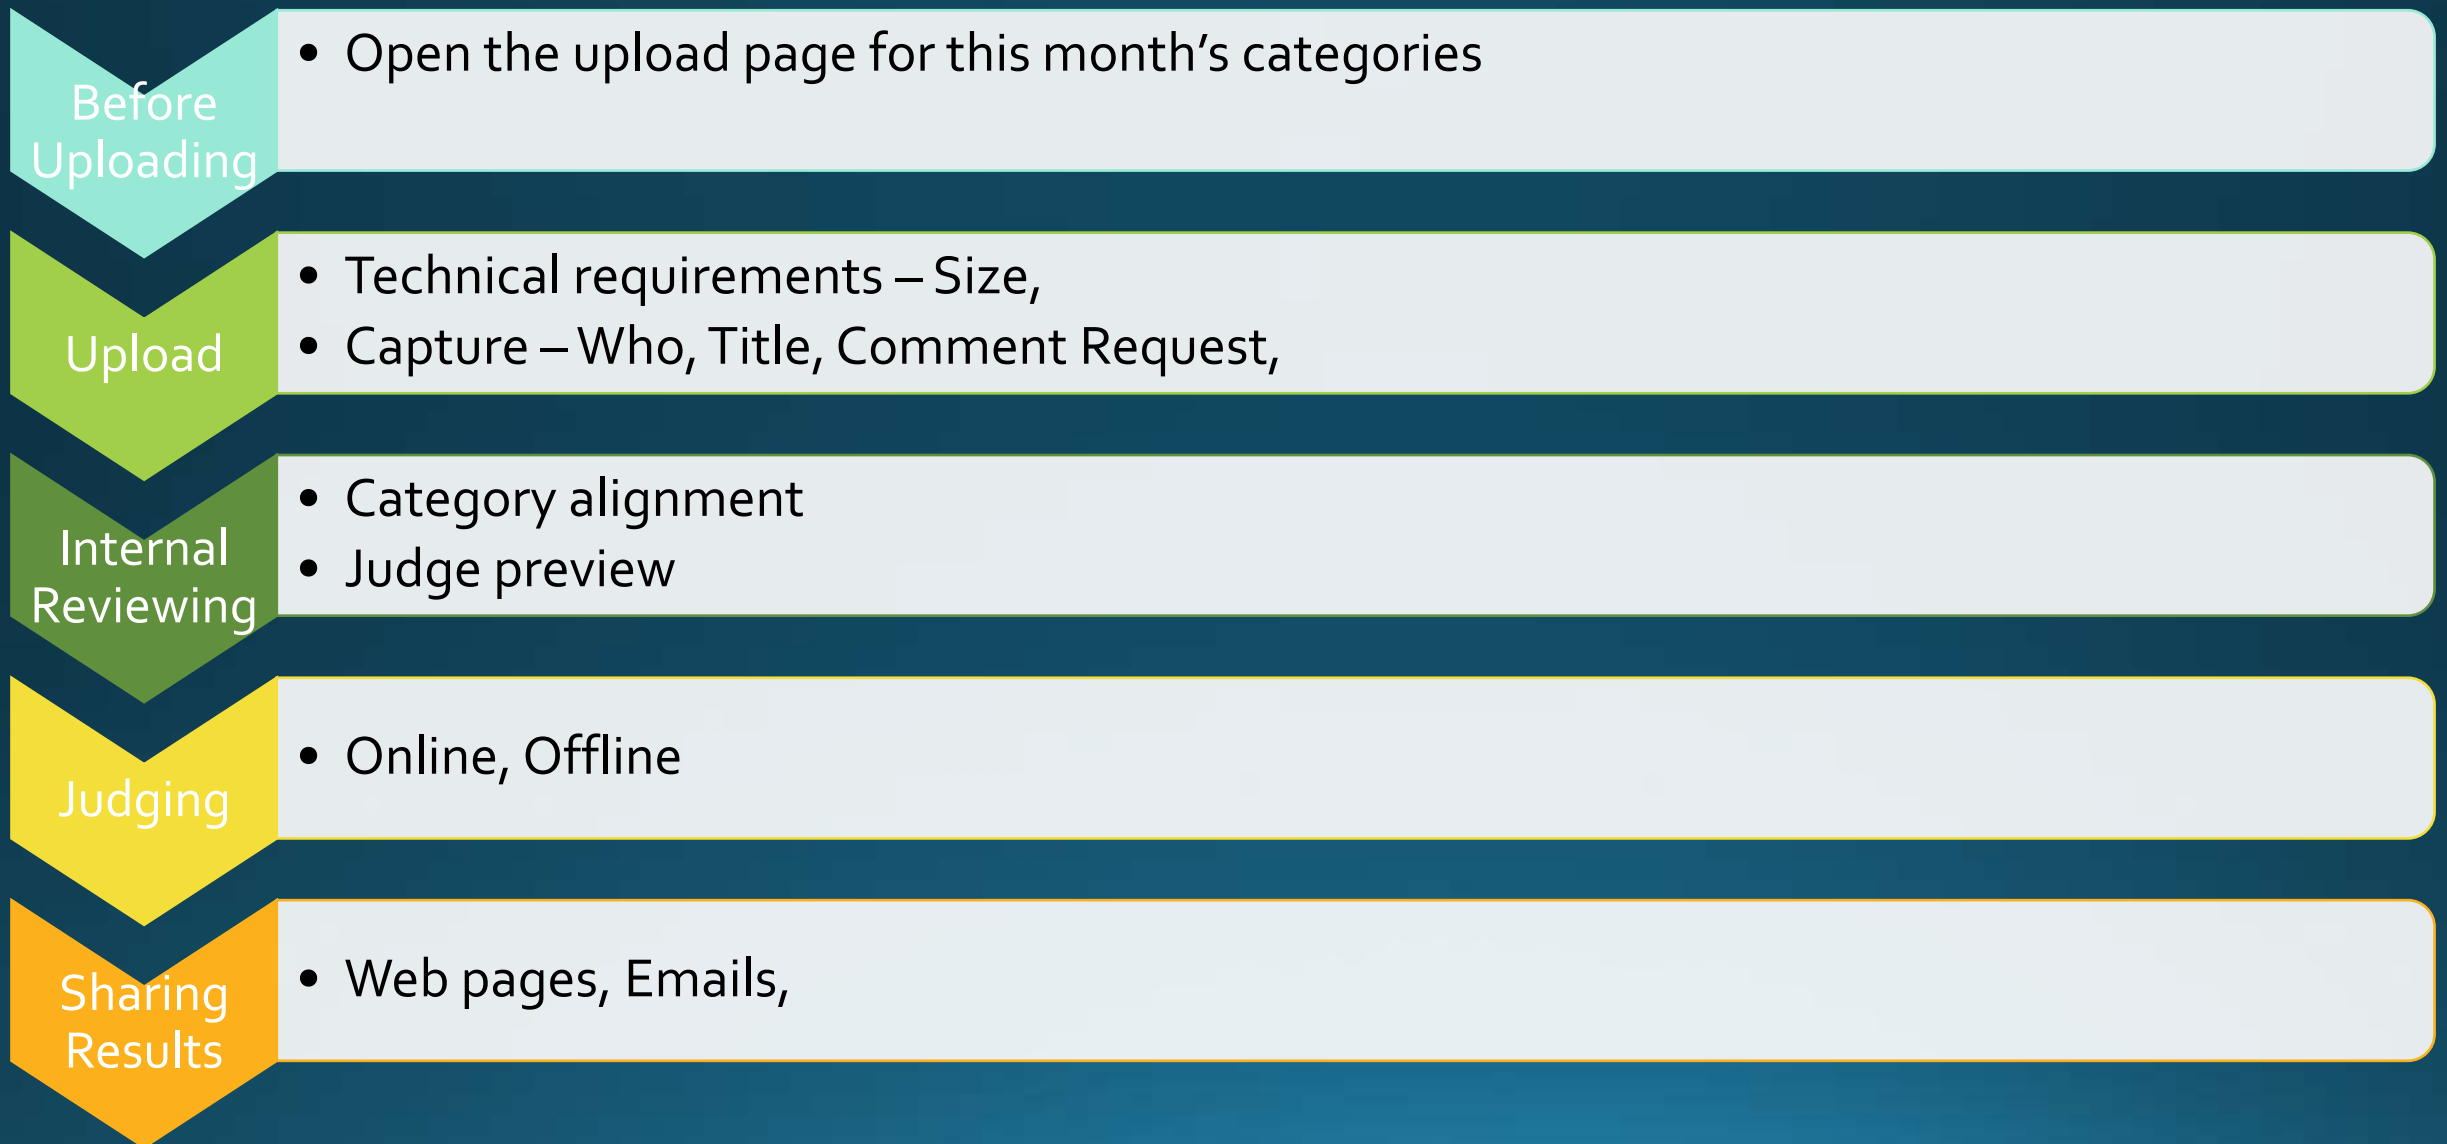 Before
Uploading
• Open the upload page for this month’s categories
Upload
• Technical requirements – Size,
• Capture – Who, Title, Comment Request,
Internal
Reviewing
• Category alignment
• Judge preview
Judging
• Online, Offline
Sharing
Results
• Web pages, Emails,